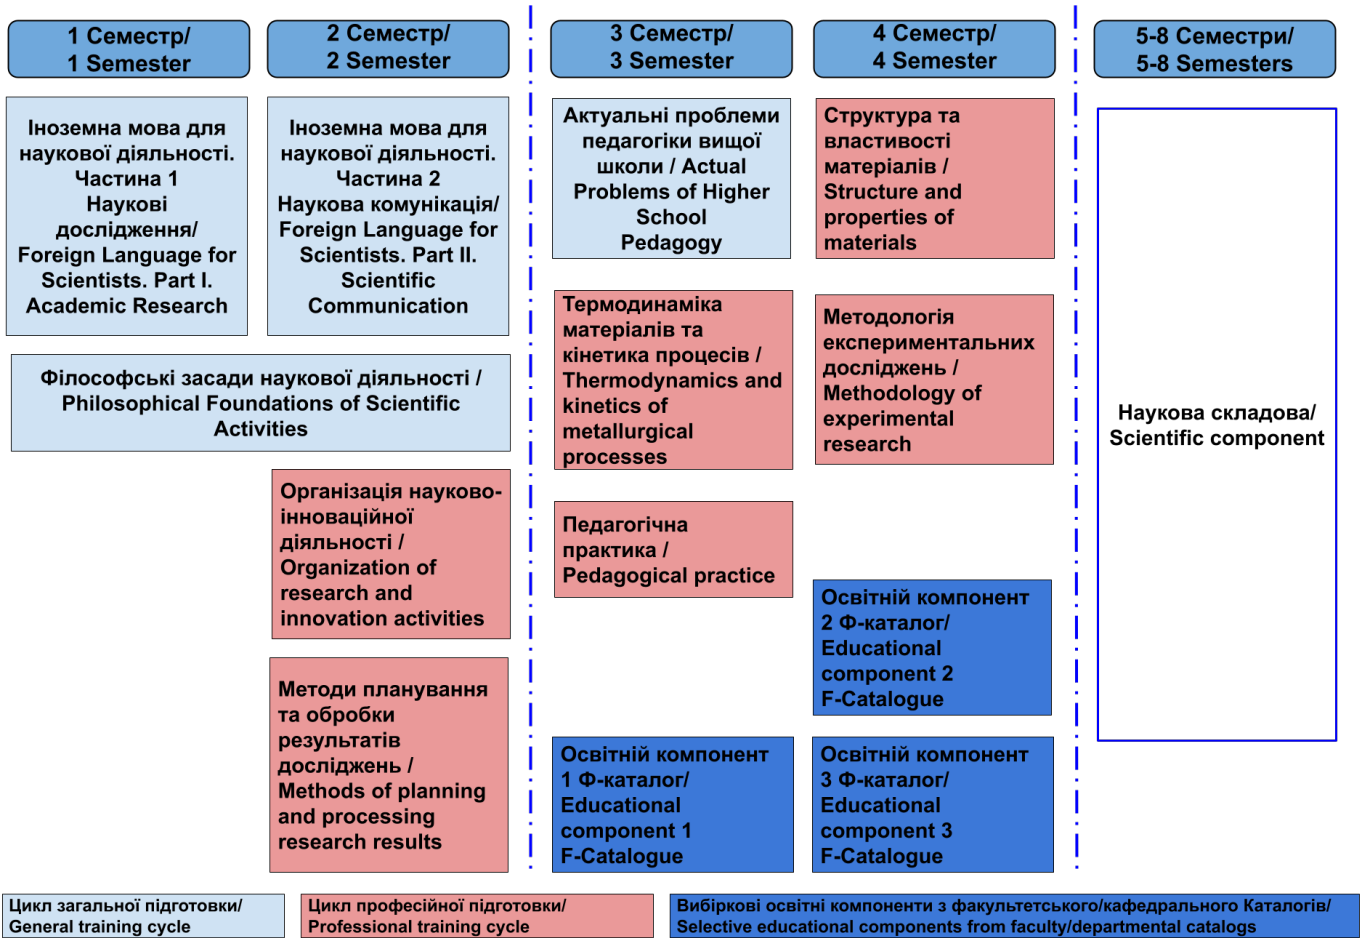 1 Семестр/
1 Semester
2 Семестр/
2 Semester
3 Семестр/
3 Semester
4 Семестр/
4 Semester
5-8 Семестри/
5-8 Semesters
Іноземна мова для
наукової діяльності.
Частина 1
Наукові
дослідження/
Foreign Language for
Scientists. Part I.
Academic Research
Іноземна мова для
наукової діяльності.
Частина 2
Наукова комунікація/
Foreign Language for
Scientists. Part II.
Scientific
Communication
Актуальні проблеми
педагогіки вищої
школи / Actual
Problems of Higher
School
Pedagogy
Структура та
властивості
матеріалів /
Structure and
properties of
materials
Філософські засади наукової діяльності /
Philosophical Foundations of Scientific
Activities
Термодинаміка
матеріалів та
кінетика процесів /
Thermodynamics and
kinetics of
metallurgical
processes
Методологія
експериментальних
досліджень /
Methodology of
experimental
research
Наукова складова/
Scientific component
Організація науково-
інноваційної
діяльності /
Organization of
research and
innovation activities
Педагогічна
практика /
Pedagogical practice
Освітній компонент
2 Ф-каталог/
Educational
component 2
F-Catalogue
Методи планування
та обробки
результатів
досліджень /
Methods of planning
and processing
research results
Освітній компонент
1 Ф-каталог/
Educational
component 1
F-Catalogue
Освітній компонент
3 Ф-каталог/
Educational
component 3
F-Catalogue
Цикл загальної підготовки/
General training cycle
Цикл професійної підготовки/
Professional training cycle
Вибіркові освітні компоненти з факультетського/кафедрального Каталогів/
Selective educational components from faculty/departmental catalogs